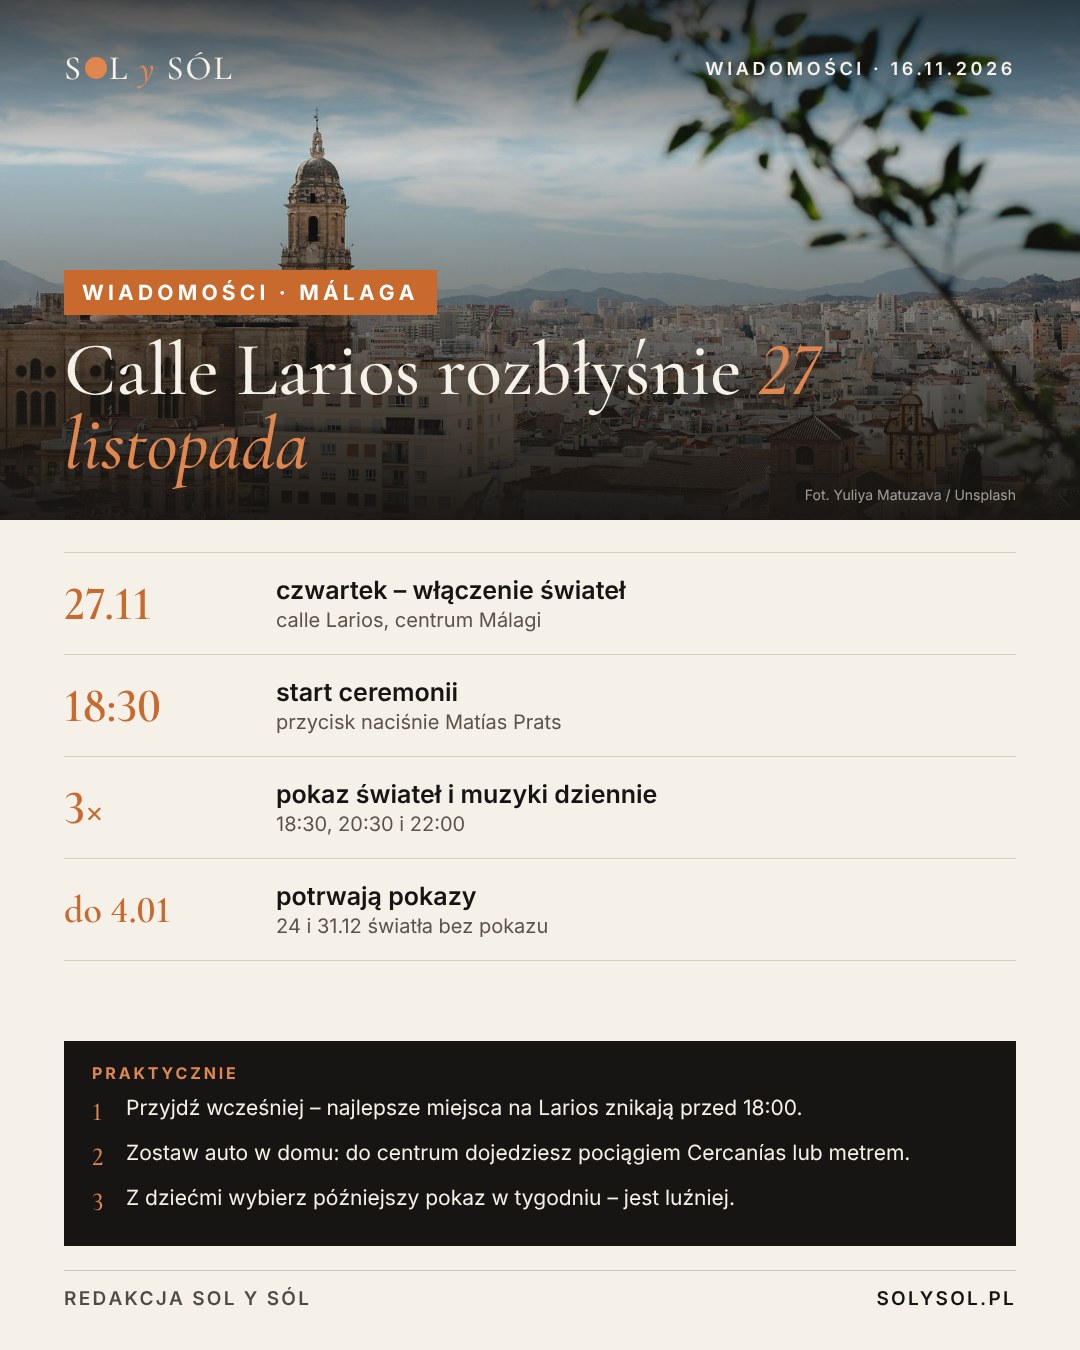 SOL y SÓL
WIADOMOŚCI · 16.11.2026
WIADOMOŚCI · MÁLAGA
Calle Larios rozbłyśnie 27
listopada
Fot. Yuliya Matuzava / Unsplash
27.11
czwartek – włączenie świateł
calle Larios, centrum Málagi
18:30
start ceremonii
przycisk naciśnie Matías Prats
3×
pokaz świateł i muzyki dziennie
18:30, 20:30 i 22:00
do 4.01
potrwają pokazy
24 i 31.12 światła bez pokazu
PRAKTYCZNIE
1 Przyjdź wcześniej – najlepsze miejsca na Larios znikają przed 18:00.
2 Zostaw auto w domu: do centrum dojedziesz pociągiem Cercanías lub metrem.
3 Z dziećmi wybierz późniejszy pokaz w tygodniu – jest luźniej.
REDAKCJA SOL Y SÓL
SOLYSOL.PL